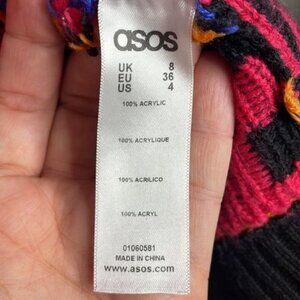 asos
UK 8
EU 36
US 4
100% ACRYLIC
100% ACRYLIQUE
100% ACRILICO
100% ACRYL
01060581
MADE IN CHINA
www.asos.com